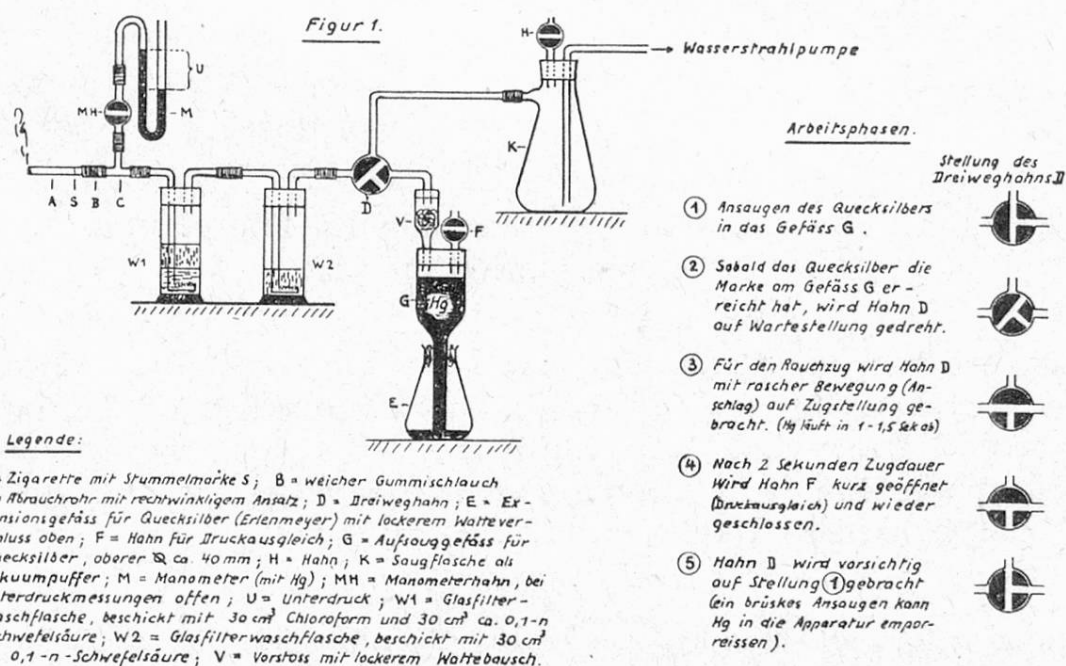 Figur 1.
H
Wasserstrahlpumpe
U
MH
M
K
A S B C
D
V
F
W1
W2
G
Hg
E
Arbeitsphasen.
Stellung des
Dreiweghahns D
① Ansaugen des Quecksilbers
in das Gefäss G.
② Sobald das Quecksilber die
Marke am Gefäss G er-
reicht hat, wird Hahn D
auf Wartestellung gedreht.
③ Für den Rauchzug wird Hahn D
mit rascher Bewegung (An-
schlag) auf Zugstellung ge-
bracht. (Hg läuft in 1-1,5 Sek ab)
④ Nach 2 Sekunden Zugdauer
Wird Hahn F kurz geöffnet
(Druckausgleich) und wieder
geschlossen.
⑤ Hahn D wird vorsichtig
auf Stellung ① gebracht
(ein brüskes Ansaugen kann
Hg in die Apparatur empor-
reissen).
Legende:
Zigarette mit Stummelmarke S; B = weicher Gummischlauch
Abrauchrohr mit rechtwinkligem Ansatz; D = Dreiweghahn; E = Ex-
nsionsgefäss für Quecksilber (Erlenmeyer) mit lockerem Wattever-
hluss oben; F = Hahn für Druckausgleich; G = Aufsauggefäss für
ecksilber, oberer Ø ca. 40 mm; H = Hahn; K = Saugflasche als
kuumpuffer; M = Manometer (mit Hg); MH = Manometerhahn, bei
terdruckmessungen offen; U = Unterdruck; W1 = Glasfilter-
aschflasche, beschickt mit 30 cm³ Chloroform und 30 cm³ ca. 0,1-n
chwefelsäure; W2 = Glasfilterwaschflasche, beschickt mit 30 cm³
0,1-n-Schwefelsäure; V = Vorstoss mit lockerem Wattebausch.